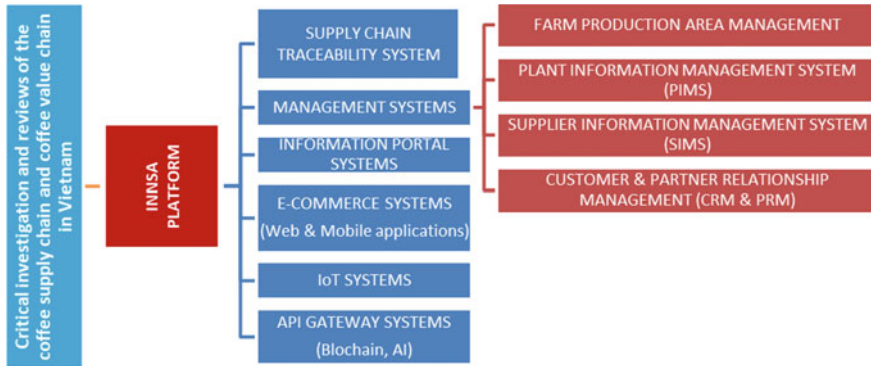 Critical investigation and reviews of the
coffee supply chain and coffee value chain
in Vietnam
INNSA
PLATFORM
SUPPLY CHAIN
TRACEABILITY SYSTEM
MANAGEMENT SYSTEMS
INFORMATION PORTAL
SYSTEMS
E-COMMERCE SYSTEMS
(Web & Mobile applications)
IoT SYSTEMS
API GATEWAY SYSTEMS
(Blochain, AI)
FARM PRODUCTION AREA MANAGEMENT
PLANT INFORMATION MANAGEMENT SYSTEM
(PIMS)
SUPPLIER INFORMATION MANAGEMENT SYSTEM
(SIMS)
CUSTOMER & PARTNER RELATIONSHIP
MANAGEMENT (CRM & PRM)